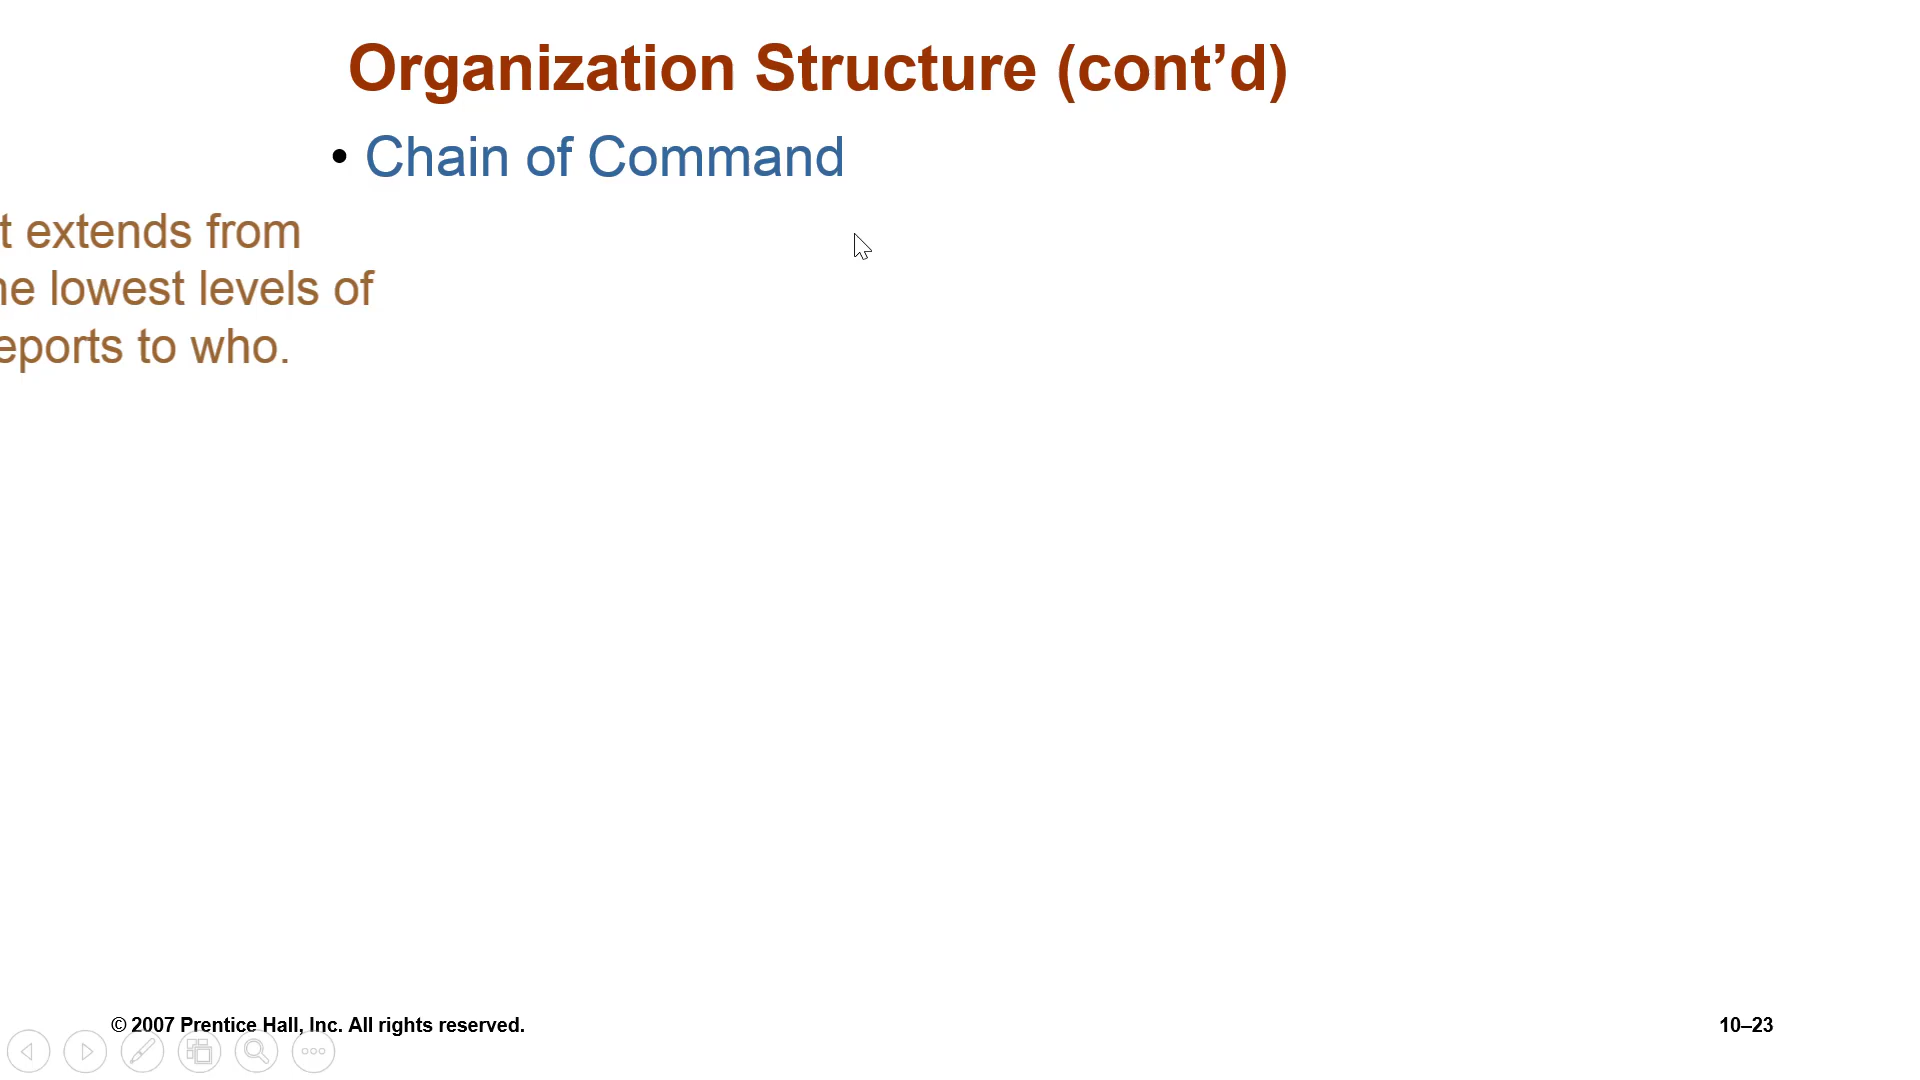 Organization Structure (cont’d)
• Chain of Command
t extends from
he lowest levels of
eports to who.
© 2007 Prentice Hall, Inc. All rights reserved.
10–23